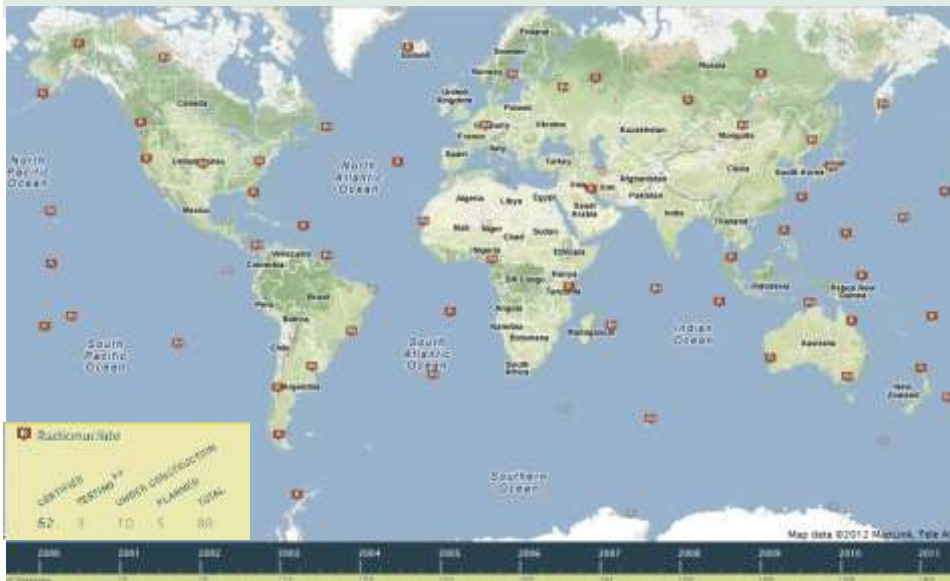 Finland
Sweden
Iceland
Norway
Russia
United
Kingdom
Canada
Poland
Germany
Ukraine
France
Kazakhstan
Mongolia
Italy
North
Pacific
Ocean
United States
North
Atlantic
Ocean
Spain
Turkey
China
South Korea
Afghanistan
Iraq
Iran
Pakistan
Algeria
Libya
Egypt
Saudi
Arabia
Mexico
India
Mali
Niger
Chad
Sudan
Thailand
Nigeria
Ethiopia
Venezuela
Colombia
DR Congo
Kenya
Tanzania
Indonesia
Papua New
Guinea
Peru
Brazil
Angola
Bolivia
Namibia
Botswana
Madagascar
Indian
Ocean
Australia
South
Pacific
Ocean
Chile
South
Atlantic
Ocean
South
Africa
Argentina
New
Zealand
Radionuclide
CERTIFIED
TESTING**
UNDER CONSTRUCTION
PLANNED
TOTAL
62 3 10 5 80
Southern
Ocean
Map data ©2012 MapLink, Tele A
2000 2001 2002 2003 2004 2005 2006 2007 2008 2009 2010 2011